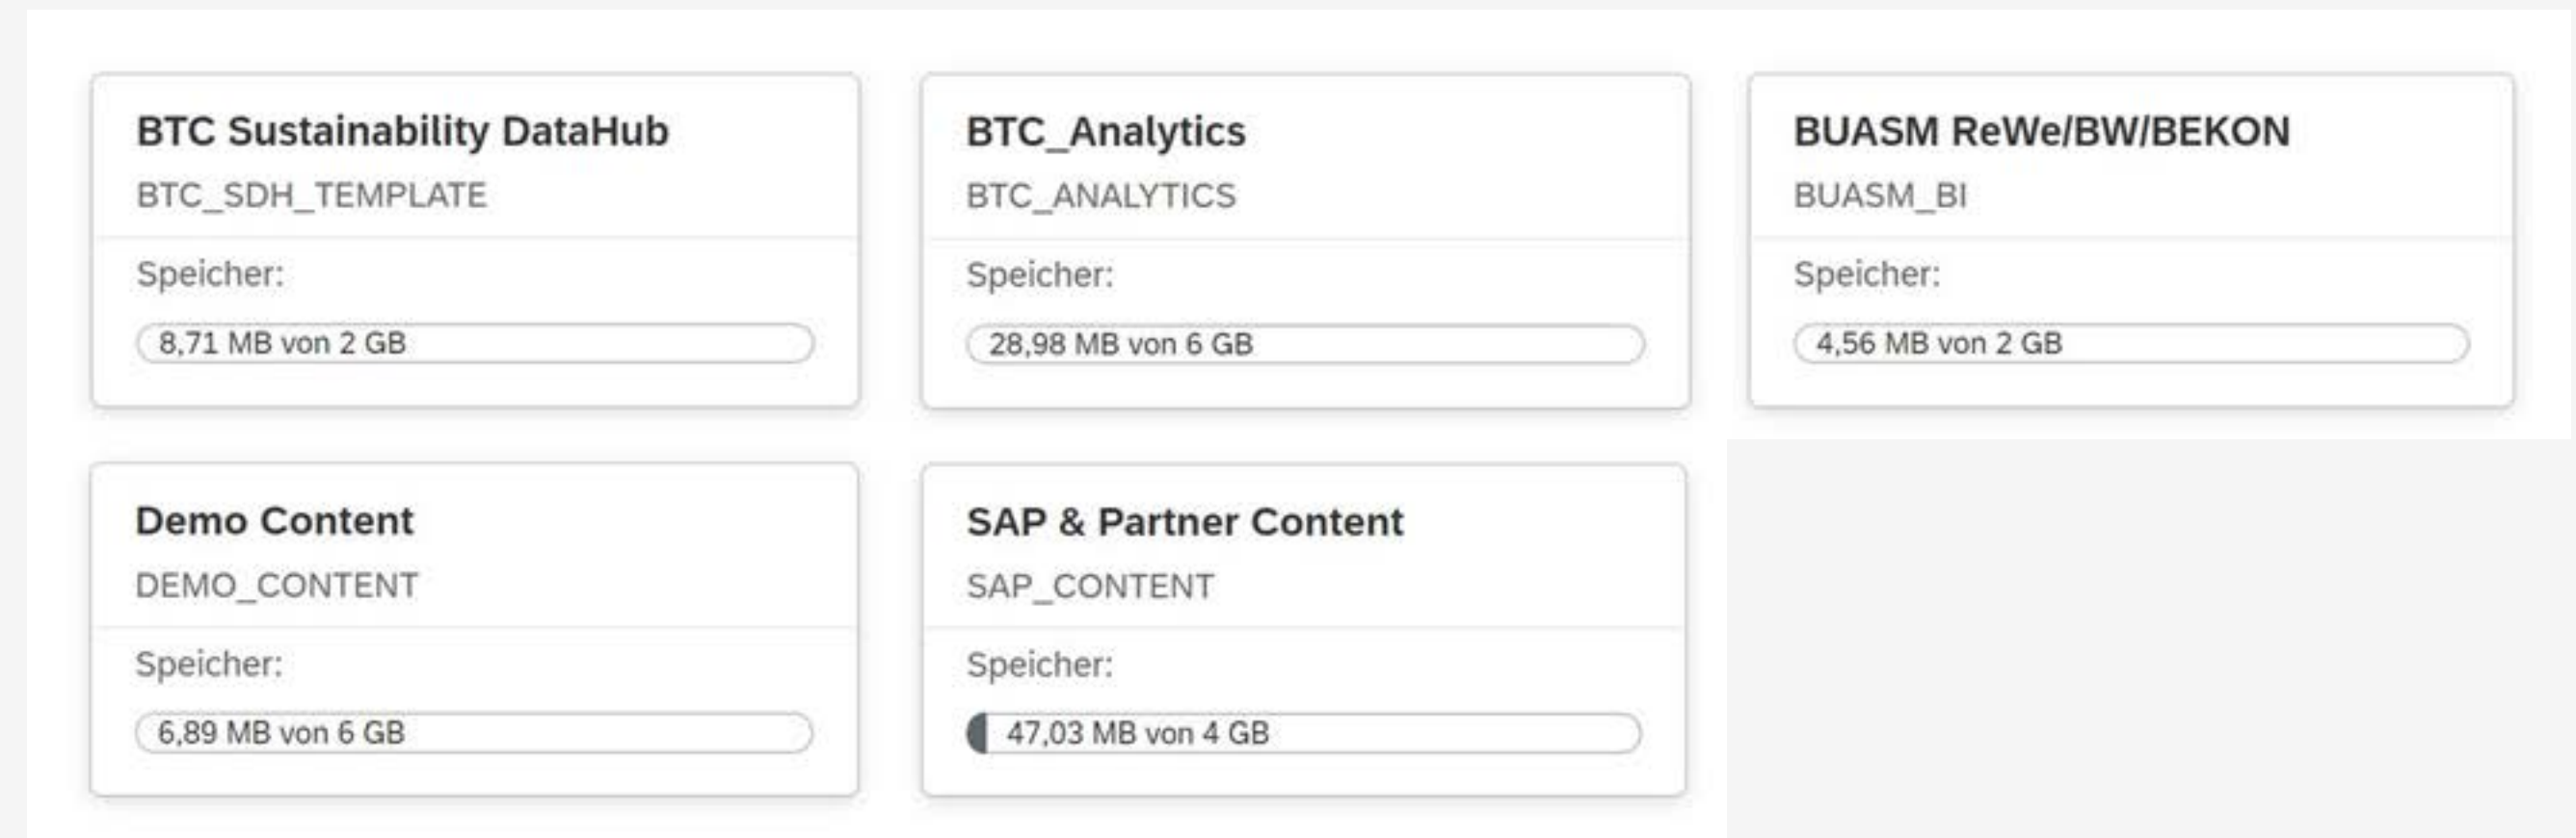 BTC Sustainability DataHub
BTC_SDH_TEMPLATE
Speicher:
8,71 MB von 2 GB
BTC_Analytics
BTC_ANALYTICS
Speicher:
28,98 MB von 6 GB
BUASM ReWe/BW/BEKON
BUASM_BI
Speicher:
4,56 MB von 2 GB
Demo Content
DEMO_CONTENT
Speicher:
6,89 MB von 6 GB
SAP & Partner Content
SAP_CONTENT
Speicher:
47,03 MB von 4 GB